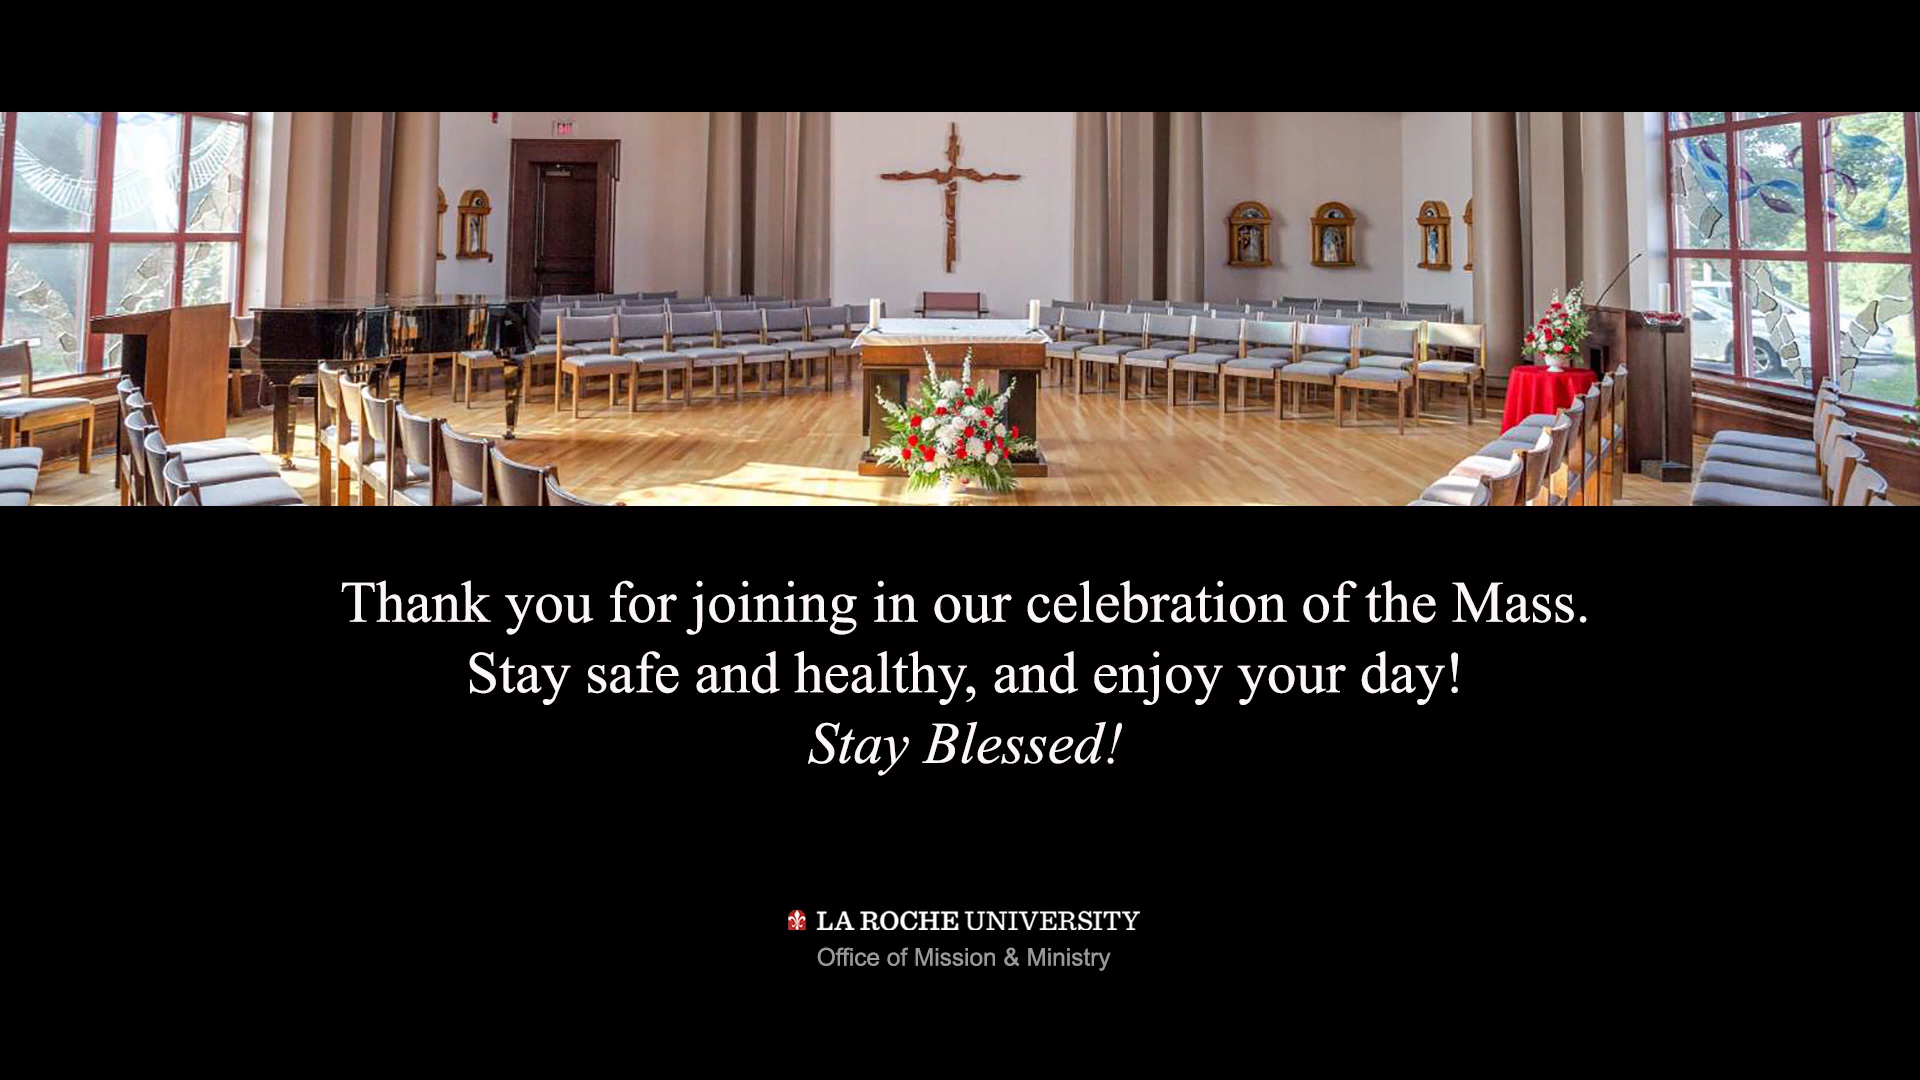 EXIT
Thank you for joining in our celebration of the Mass.
Stay safe and healthy, and enjoy your day!
Stay Blessed!
LA ROCHE UNIVERSITY
Office of Mission & Ministry